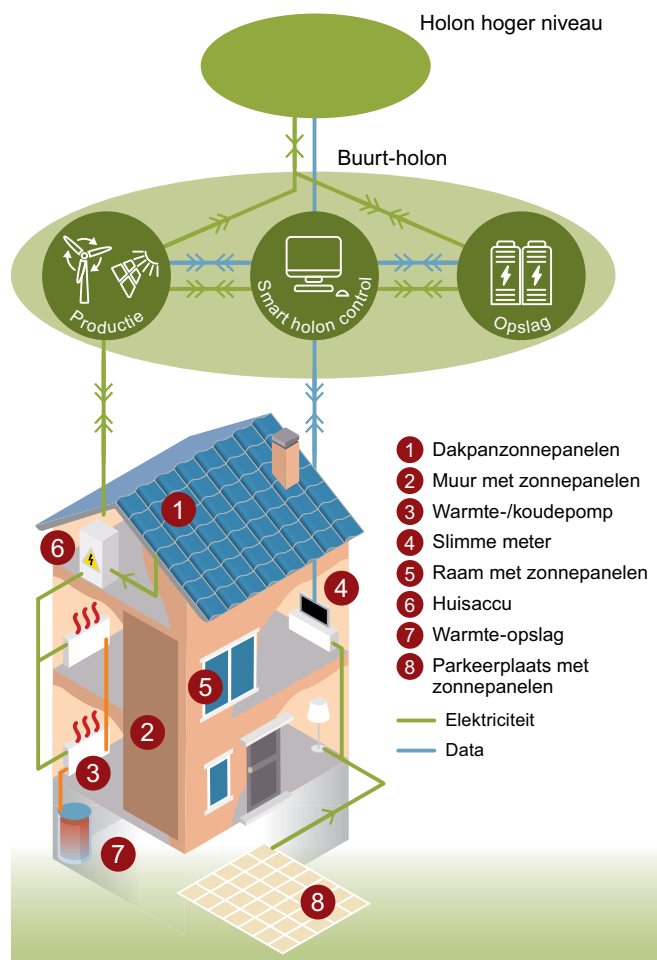 Holon hoger niveau
Buurt-holon
Productie
Smart holon control
Opslag
1 Dakpanzonnepanelen
2 Muur met zonnepanelen
3 Warmte-/koudepomp
4 Slimme meter
5 Raam met zonnepanelen
6 Huisaccu
7 Warmte-opslag
8 Parkeerplaats met
zonnepanelen
Elektriciteit
Data
1
6
4
5
2
3
7
8